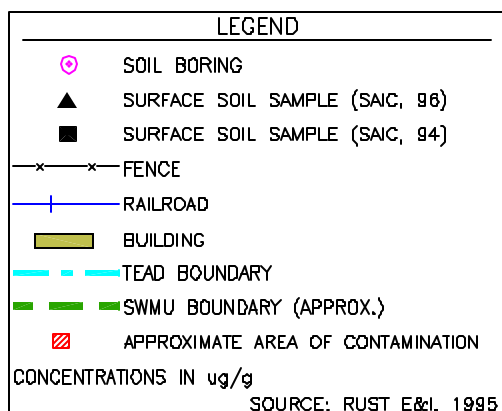 LEGEND
SOIL BORING
SURFACE SOIL SAMPLE (SAIC, 96)
SURFACE SOIL SAMPLE (SAIC, 94)
FENCE
RAILROAD
BUILDING
TEAD BOUNDARY
SWMU BOUNDARY (APPROX.)
APPROXIMATE AREA OF CONTAMINATION
CONCENTRATIONS IN ug/g
SOURCE: RUST E&I, 1995